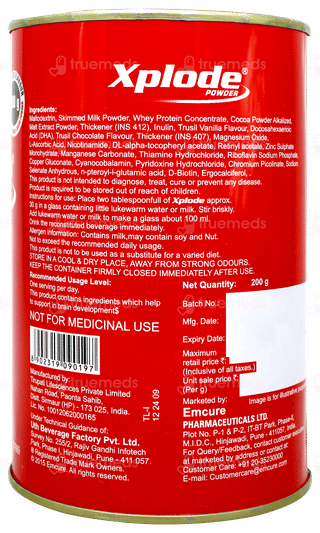 truemeds
truemeds
Xplode®
POWDER
Ingredients:
Maltodextrin, Skimmed Milk Powder, Whey Protein Concentrate, Cocoa Powder Alkalized,
Malt Extract Powder, Thickener (INS 412), Inulin, Trusil Vanilla Flavour, Docosahexaenoic
Acid (DHA), Trusil Chocolate Flavour, Thickener (INS 407), Magnesium Oxide,
L-Ascorbic Acid, Nicotinamide, DL-alpha-tocopheryl acetate, Retinyl acetate, Zinc Sulphate
Monohydrate, Manganese Carbonate, Thiamine Hydrochloride, Riboflavin Sodium Phosphate,
Copper Gluconate, Cyanocobalamin, Pyridoxine Hydrochloride, Chromium Picolinate, Sodium
Selenate Anhydrous, n-pteroyl-l-glutamic acid, D-Biotin, Ergocalciferol, .
This product is not intended to diagnose, treat, cure or prevent any disease.
Product is required to be stored out of reach of children.
Instructions for use: Place two tablespoonfull of Xplode approx.
30 g in a glass containing little lukewarm water or milk. Stir briskly.
Add lukewarm water or milk to make a glass about 100 ml.
Drink the reconstituted beverage immediately.
Allergen information: Contains milk,may contain soy and Nut.
Not to exceed the recommended daily usage.
This product is not to be used as a substitute for a varied diet.
STORE IN A COOL & DRY PLACE, AWAY FROM STRONG ODOURS.
KEEP THE CONTAINER FIRMLY CLOSED IMMEDIATELY AFTER USE.
Recommended Usage Level:
One serving per day.
This product contains ingredients which help
to support in brain development$
NOT FOR MEDICINAL USE
8902319090197
Net Quantity: 200 g
Batch No.
Mfg. Date:
Expiry Date:
Maximum
retail price ₹:
(Inclusive of all taxes.)
Unit sale price ₹:
(Per g)
Image is for illustrative
Manufactured by:
Tirupati Lifesciences Private Limited
Nahan Road, Paonta Sahib,
Dist. Sirmour (HP) - 173 025, India.
Lic. No. 10012062000165
Under Technical Guidance of:
Uth Beverage Factory Pvt. Ltd.
Survey No. 255/2, Rajiv Gandhi Infotech
Park, Phase I, Hinjawadi, Pune - 411 057.
® Registered Trade Mark Owners.
© 2015 Emcure. All Rights Reserved.
TL-I
12 24 09
Marketed by:
Emcure
PHARMACEUTICALS LTD.
Plot No. P-1 & P-2, IT-BT Park, Phase-II,
M.I.D.C., Hinjawadi, Pune - 411057, India.
For Query/Feedback, contact customer care
at marketed by address or contact at
Customer Care: +91 20-35230000
E-mail: Customercare@emcure.com